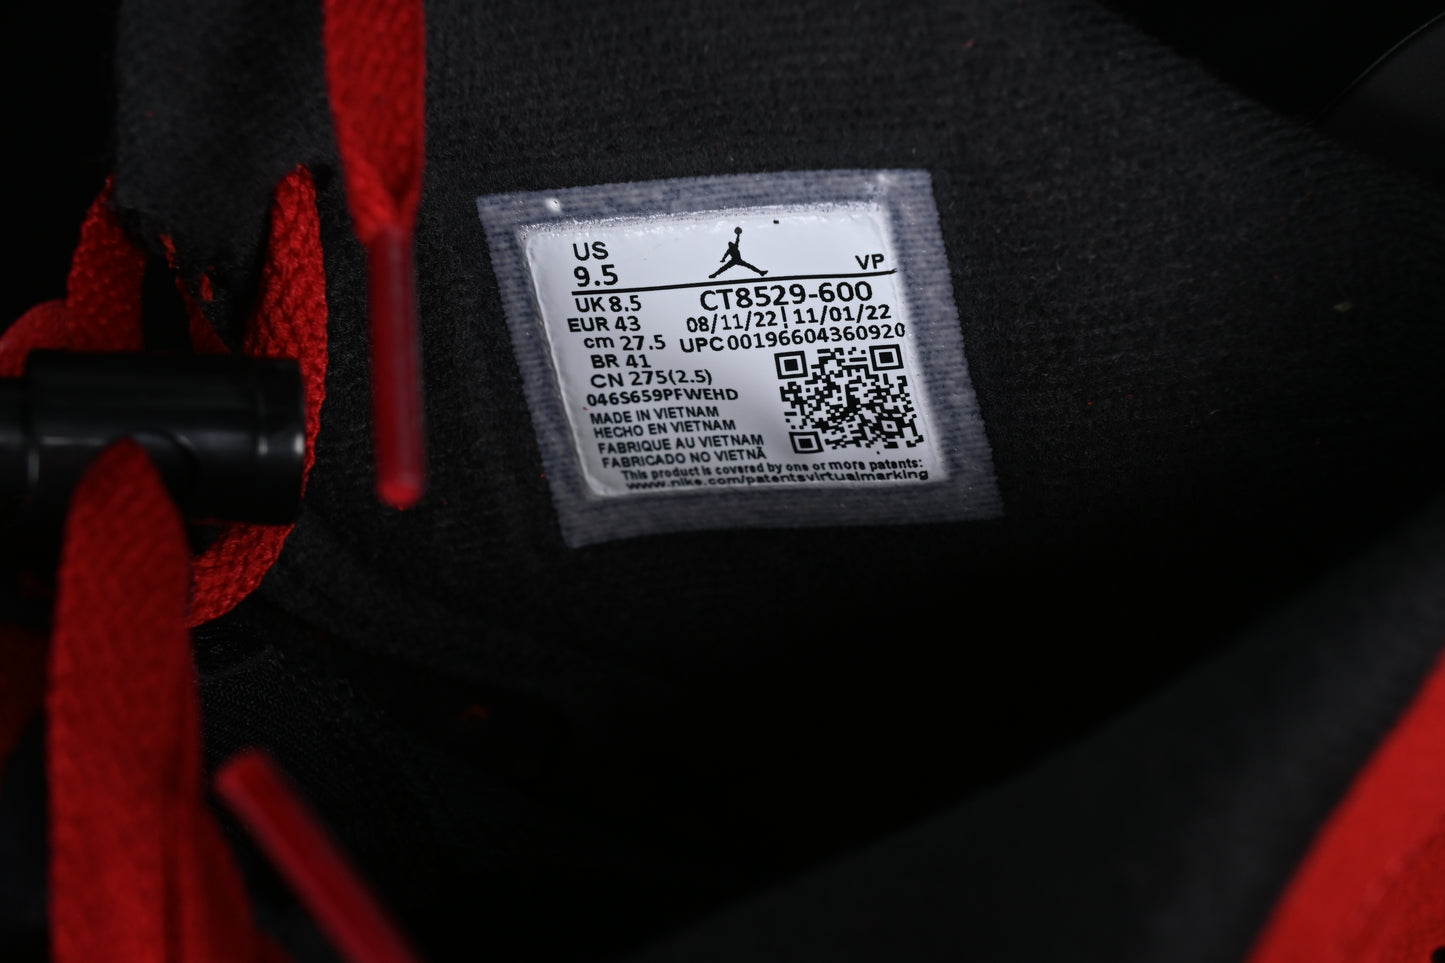 US
9.5
VP
UK 8.5
CT8529-600
EUR 43
08/11/22 | 11/01/22
cm 27.5
UPC 00196604360920
BR 41
CN 275(2.5)
046S659PFWEHD
MADE IN VIETNAM
HECHO EN VIETNAM
FABRIQUE AU VIETNAM
FABRICADO NO VIETNÃ
This product is covered by one or more patents:
www.nike.com/patentsvirtualmarking